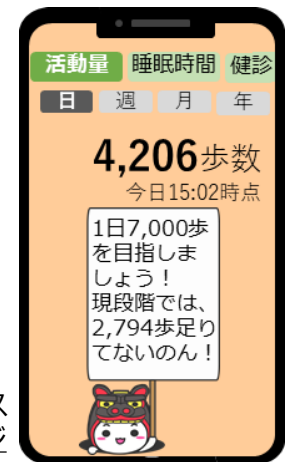 活動量 睡眠時間 健診
日 週 月 年
4,206歩数
今日15:02時点
1日7,000歩
を目指しま
しょう！
現段階では、
2,794歩足り
てないのん！
ス
ジ